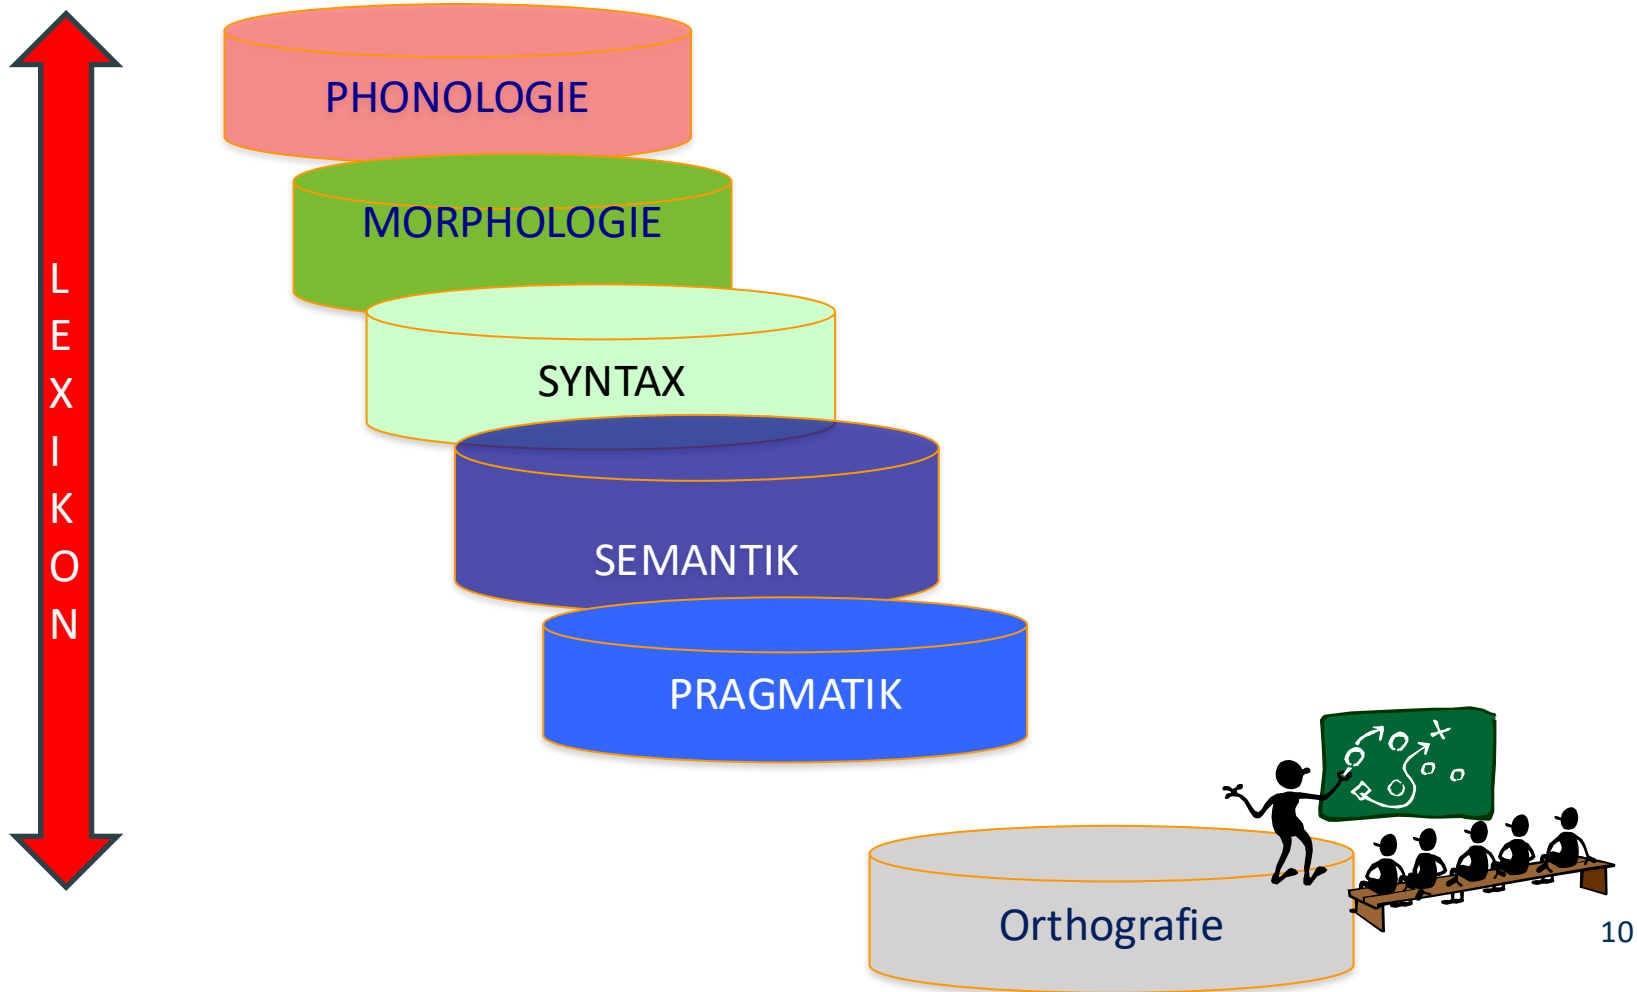 PHONOLOGIE
MORPHOLOGIE
SYNTAX
SEMANTIK
PRAGMATIK
Orthografie
L
E
X
I
K
O
N
10